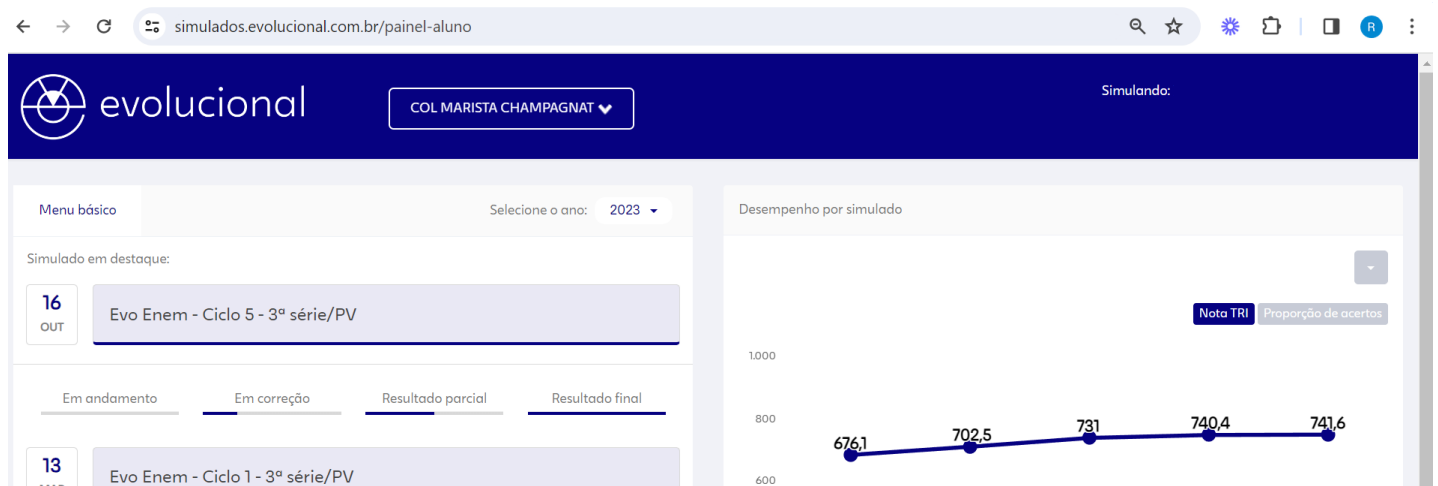 simulados.evolucional.com.br/painel-aluno
R
evolucional
COL MARISTA CHAMPAGNAT
Simulando:
Menu básico
Selecione o ano: 2023
Simulado em destaque:
16
OUT
Evo Enem - Ciclo 5 - 3ª série/PV
Em andamento
Em correção
Resultado parcial
Resultado final
13
Evo Enem - Ciclo 1 - 3ª série/PV
Desempenho por simulado
Nota TRI
Proporção de acertos
1.000
800
600
676,1
702,5
731
740,4
741,6